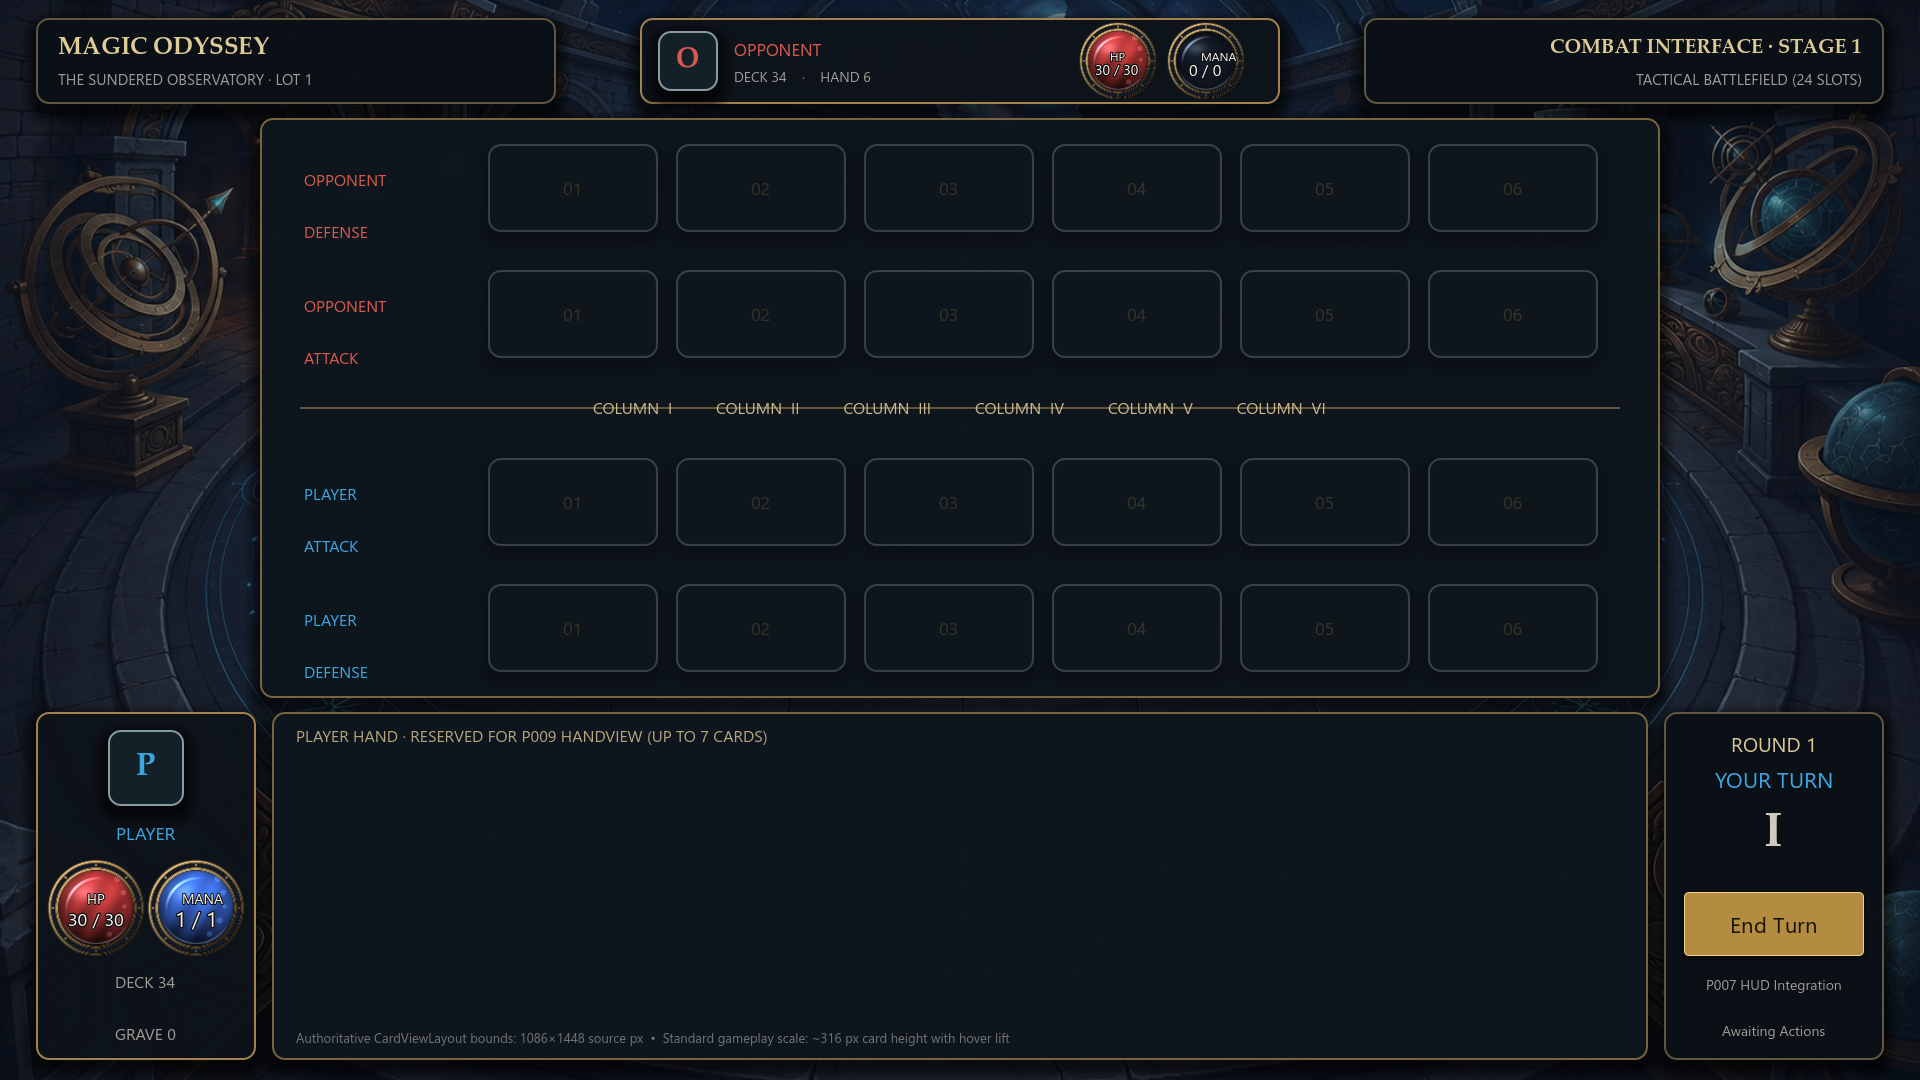 MAGIC ODYSSEY
THE SUNDERED OBSERVATORY · LOT 1
O
OPPONENT
DECK 34 · HAND 6
HP
30 / 30
MANA
0 / 0
COMBAT INTERFACE · STAGE 1
TACTICAL BATTLEFIELD (24 SLOTS)
OPPONENT
DEFENSE
01 02 03 04 05 06
OPPONENT
ATTACK
01 02 03 04 05 06
COLUMN I COLUMN II COLUMN III COLUMN IV COLUMN V COLUMN VI
PLAYER
ATTACK
01 02 03 04 05 06
PLAYER
DEFENSE
01 02 03 04 05 06
P
PLAYER
HP
30 / 30
MANA
1 / 1
DECK 34
GRAVE 0
PLAYER HAND · RESERVED FOR P009 HANDVIEW (UP TO 7 CARDS)
Authoritative CardViewLayout bounds: 1086×1448 source px • Standard gameplay scale: ~316 px card height with hover lift
ROUND 1
YOUR TURN
I
End Turn
P007 HUD Integration
Awaiting Actions